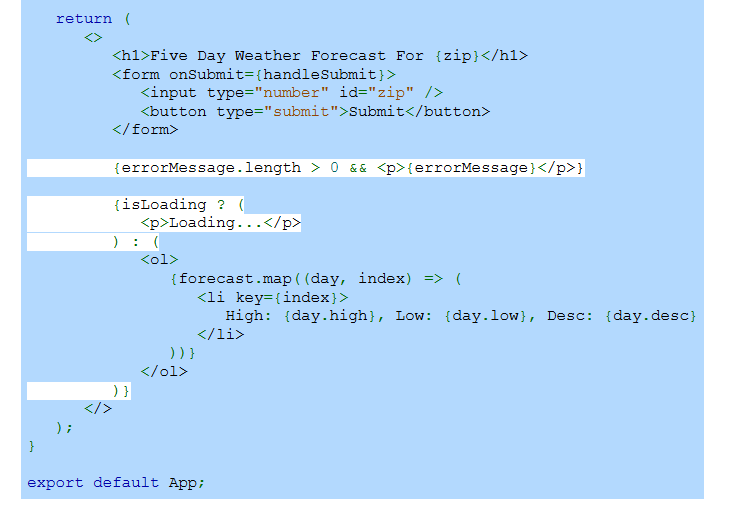 return (
<>
<h1>Five Day Weather Forecast For {zip}</h1>
<form onSubmit={handleSubmit}>
<input type="number" id="zip" />
<button type="submit">Submit</button>
</form>
{errorMessage.length > 0 && <p>{errorMessage}</p>}
{isLoading ? (
<p>Loading...</p>
) : (
<ol>
{forecast.map((day, index) => (
<li key={index}>
High: {day.high}, Low: {day.low}, Desc: {day.desc}
</li>
))}
</ol>
)}
</>
);
}
export default App;